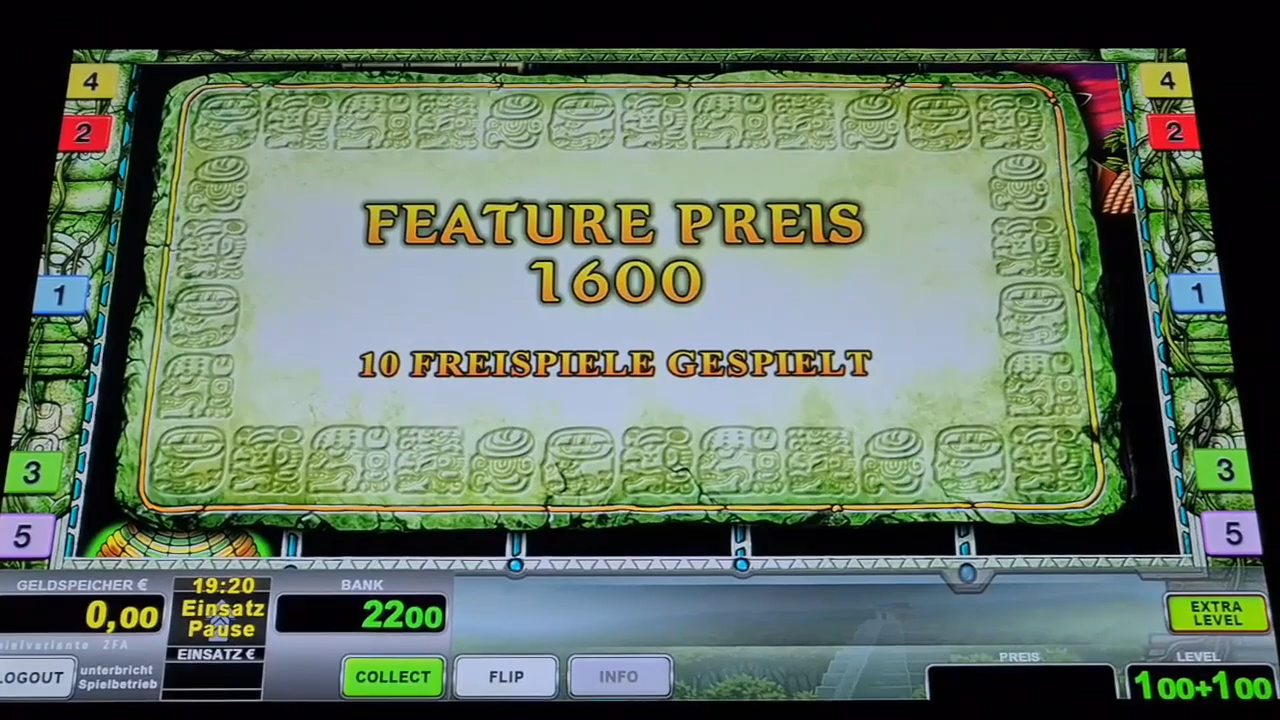 4
4
2
2
FEATURE PREIS
1600
1
1
10 FREISPIELE GESPIELT
3
3
5
5
GELDSPEICHER €
0,00
19:20
Einsatz
Pause
EINSATZ €
BANK
2200
EXTRA
LEVEL
pielvariante 2FA
LOGOUT
unterbricht
Spielbetrieb
COLLECT
FLIP
INFO
PREIS
LEVEL
100+100